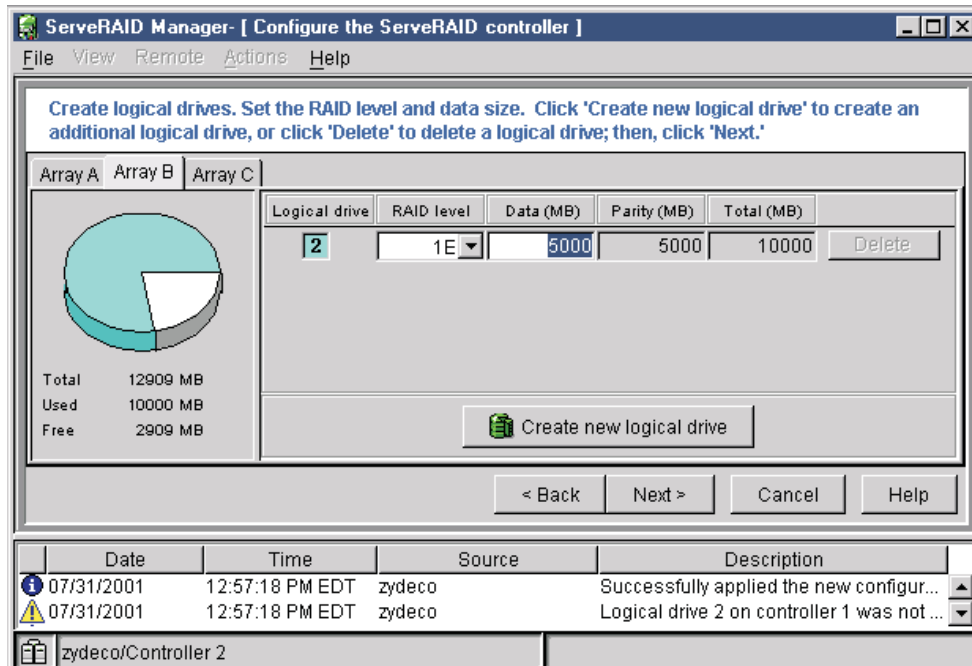 ServeRAID Manager- [ Configure the ServeRAID controller ]
File View Remote Actions Help
Create logical drives. Set the RAID level and data size. Click 'Create new logical drive' to create an
additional logical drive, or click 'Delete' to delete a logical drive; then, click 'Next.'
Array A Array B Array C
Logical drive RAID level Data (MB) Parity (MB) Total (MB)
2 1E 5000 5000 10000 Delete
Total 12909 MB
Used 10000 MB
Free 2909 MB
Create new logical drive
< Back Next > Cancel Help
Date Time Source Description
07/31/2001 12:57:18 PM EDT zydeco Successfully applied the new configur...
07/31/2001 12:57:18 PM EDT zydeco Logical drive 2 on controller 1 was not ...
zydeco/Controller 2